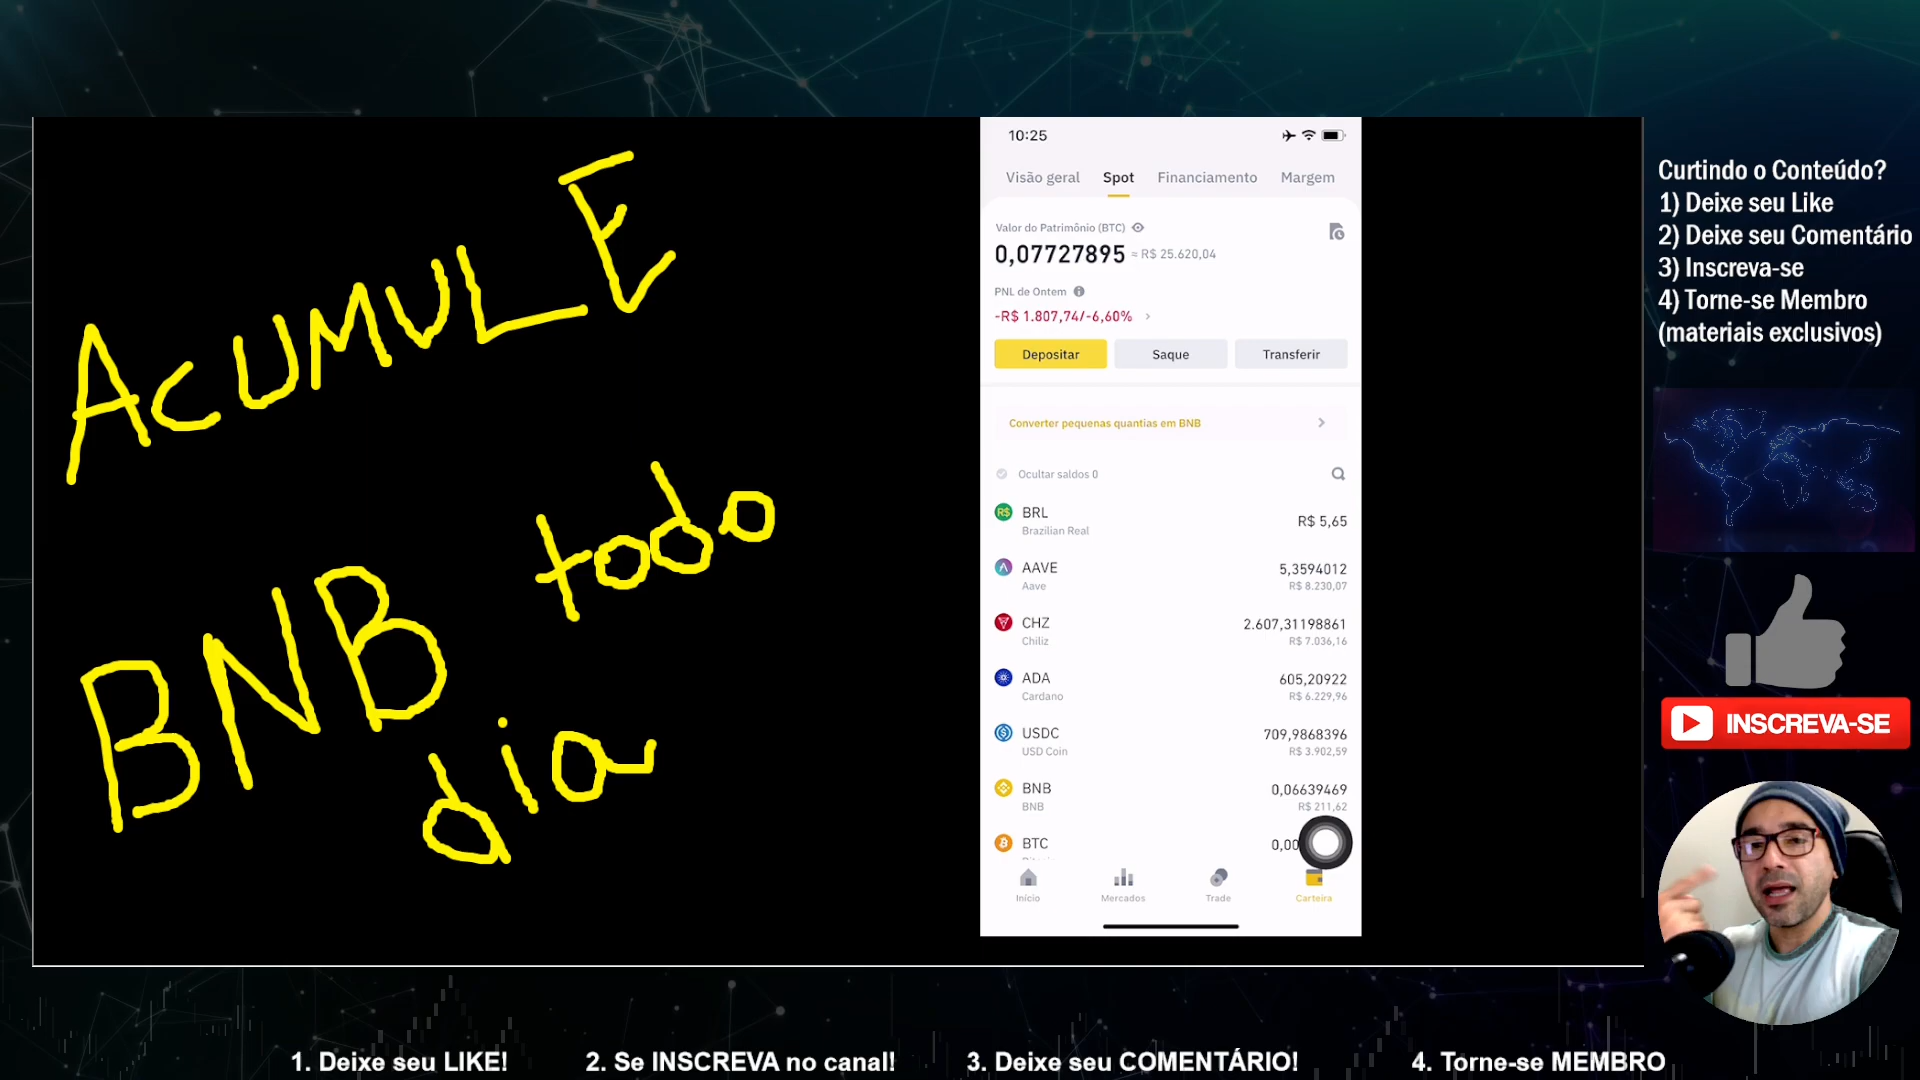 ACUMULE
BNB todo
dia
10:25
Visão geral Spot Financiamento Margem
Valor do Patrimônio (BTC)
0,07727895 ≈ R$ 25.620,04
PNL de Ontem
-R$ 1.807,74/-6,60%
Depositar Saque Transferir
Converter pequenas quantias em BNB
Ocultar saldos 0
BRL R$ 5,65
Brazilian Real
AAVE 5,3594012
Aave R$ 8.230,07
CHZ 2.607,31198861
Chiliz R$ 7.036,16
ADA 605,20922
Cardano R$ 6.229,96
USDC 709,9868396
USD Coin R$ 3.902,59
BNB 0,06639469
BNB R$ 211,62
BTC 0,00
Início Mercados Trade Carteira
Curtindo o Conteúdo?
1) Deixe seu Like
2) Deixe seu Comentário
3) Inscreva-se
4) Torne-se Membro
(materiais exclusivos)
INSCREVA-SE
1. Deixe seu LIKE! 2. Se INSCREVA no canal! 3. Deixe seu COMENTÁRIO! 4. Torne-se MEMBRO